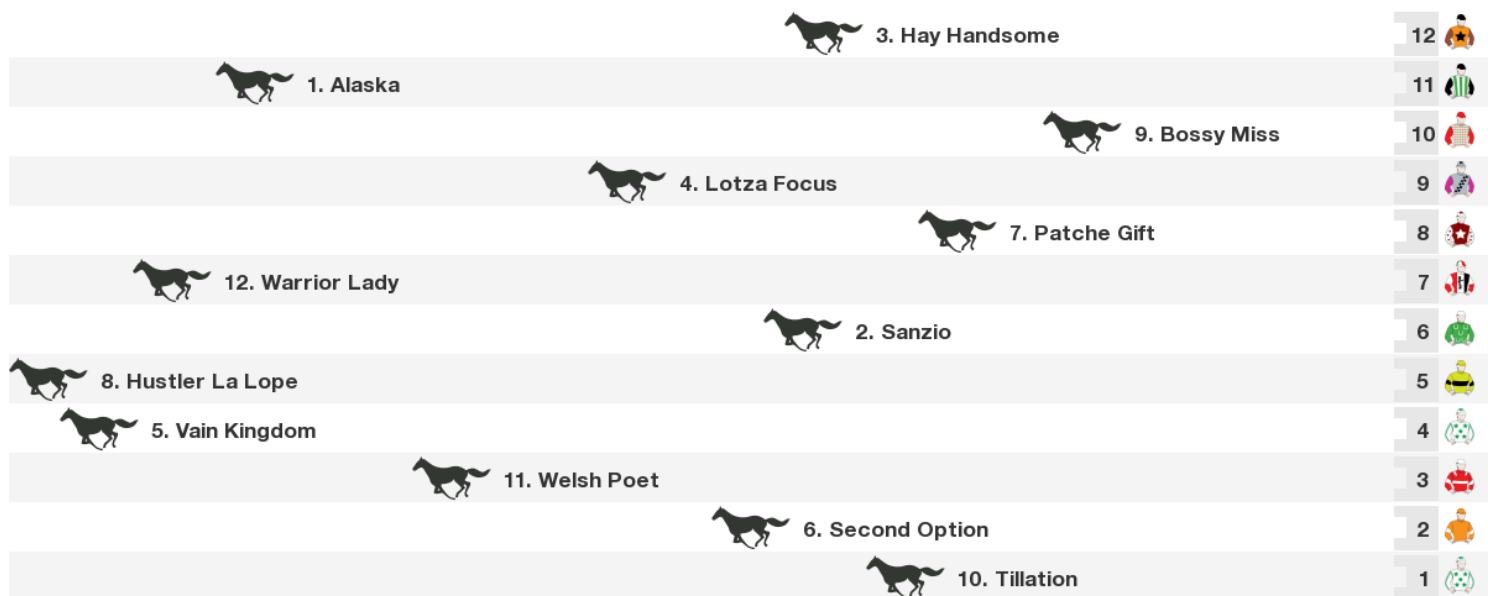 3. Hay Handsome 12
1. Alaska 11
9. Bossy Miss 10
4. Lotza Focus 9
7. Patche Gift 8
12. Warrior Lady 7
2. Sanzio 6
8. Hustler La Lope 5
5. Vain Kingdom 4
11. Welsh Poet 3
6. Second Option 2
10. Tillation 1